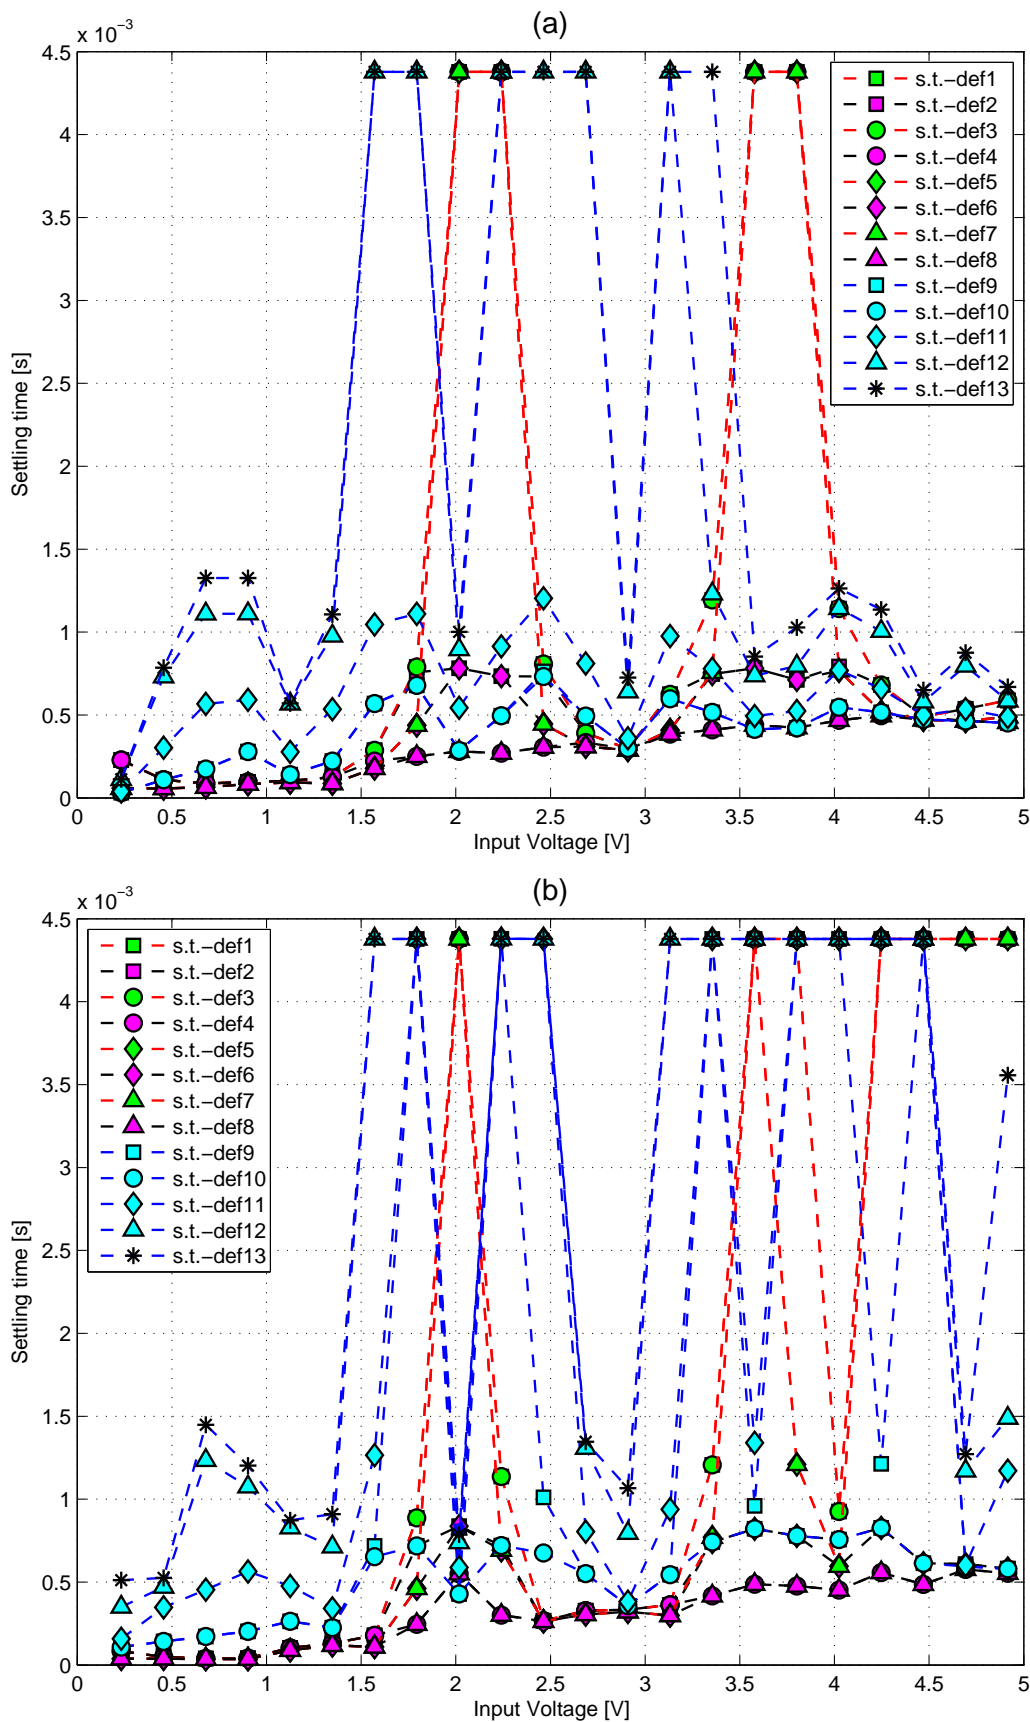 (a)
x 10−3
4.5
4
3.5
3
2.5
2
1.5
1
0.5
0
Settling time [s]
0 0.5 1 1.5 2 2.5 3 3.5 4 4.5 5
Input Voltage [V]
s.t.−def1
s.t.−def2
s.t.−def3
s.t.−def4
s.t.−def5
s.t.−def6
s.t.−def7
s.t.−def8
s.t.−def9
s.t.−def10
s.t.−def11
s.t.−def12
s.t.−def13
(b)
x 10−3
4.5
4
3.5
3
2.5
2
1.5
1
0.5
0
Settling time [s]
0 0.5 1 1.5 2 2.5 3 3.5 4 4.5 5
Input Voltage [V]
s.t.−def1
s.t.−def2
s.t.−def3
s.t.−def4
s.t.−def5
s.t.−def6
s.t.−def7
s.t.−def8
s.t.−def9
s.t.−def10
s.t.−def11
s.t.−def12
s.t.−def13